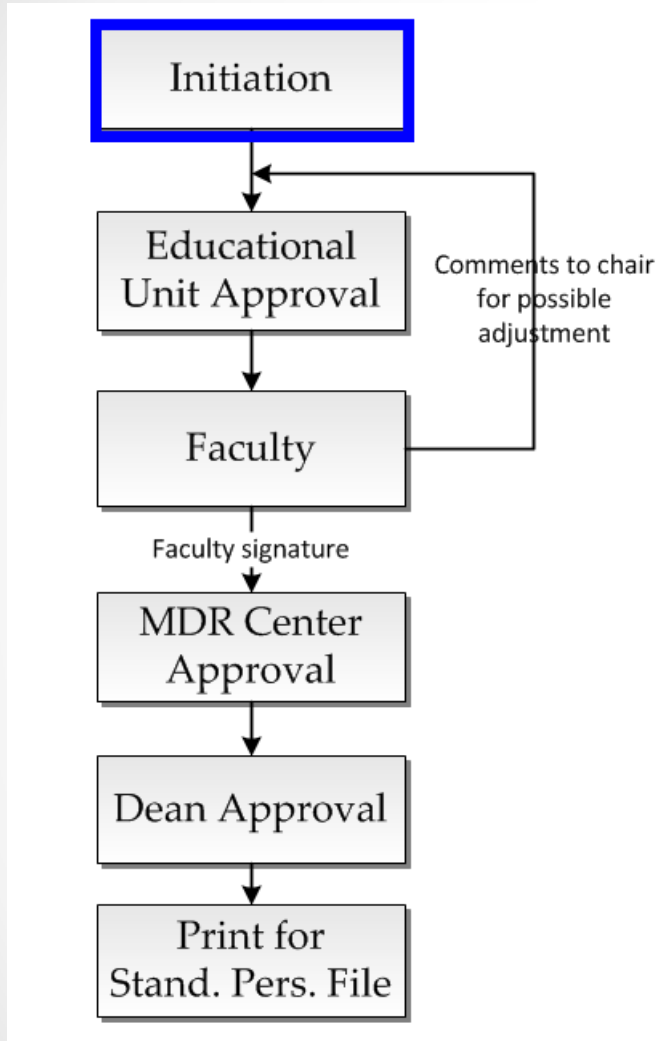 Initiation
Educational
Unit Approval
Comments to chair
for possible
adjustment
Faculty
Faculty signature
MDR Center
Approval
Dean Approval
Print for
Stand. Pers. File